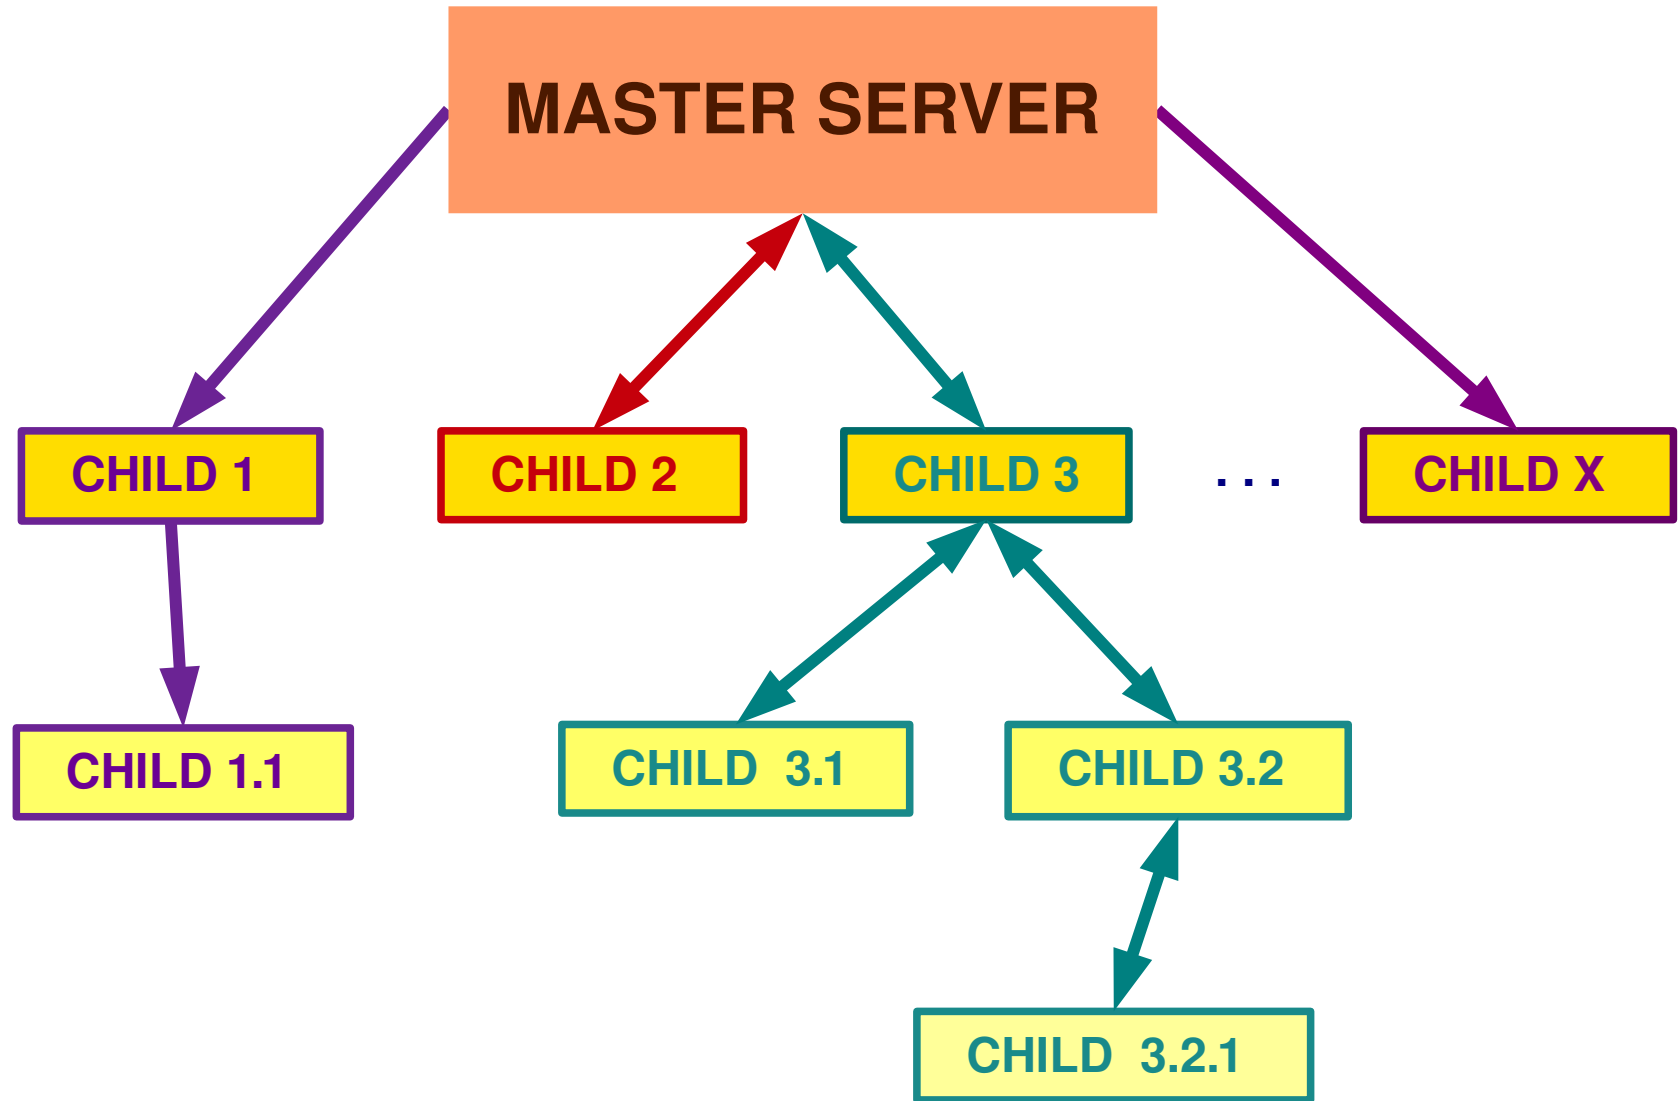 MASTER SERVER
CHILD 1
CHILD 2
CHILD 3
. . .
CHILD X
CHILD 1.1
CHILD 3.1
CHILD 3.2
CHILD 3.2.1